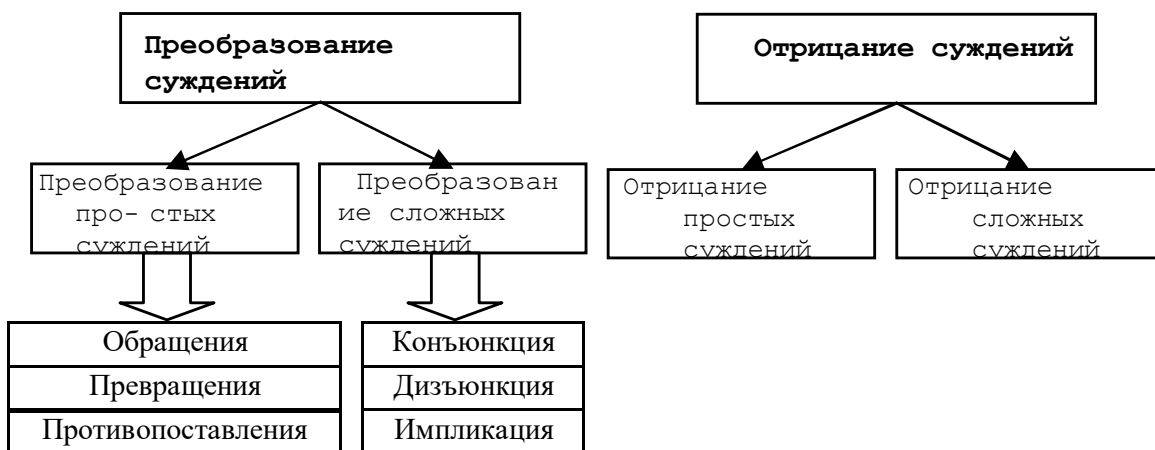 Преобразование
суждений
Отрицание суждений
Преобразование
про- стых
суждений
Преобразован
ие сложных
суждений
Отрицание
простых
суждений
Отрицание
сложных
суждений
Обращения
Превращения
Противопоставления
Конъюнкция
Дизъюнкция
Импликация